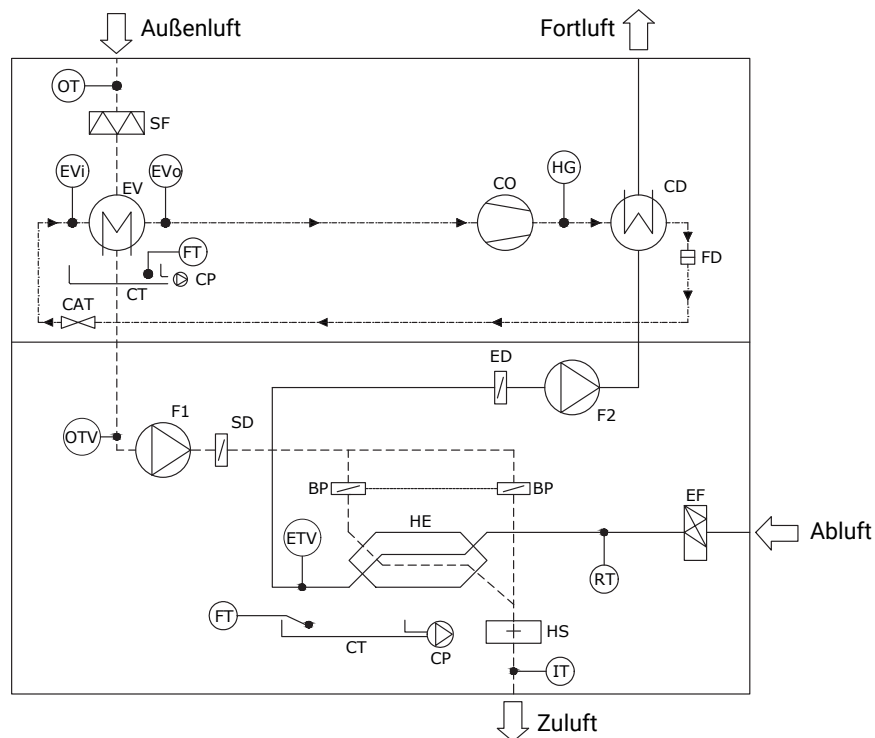 Außenluft
Fortluft
OT
SF
EVi
EV
EVo
CO
HG
CD
FT
FD
CP
CT
CAT
ED
F1
F2
SD
OTV
BP
BP
EF
HE
ETV
Abluft
RT
FT
CT
CP
HS
IT
Zuluft